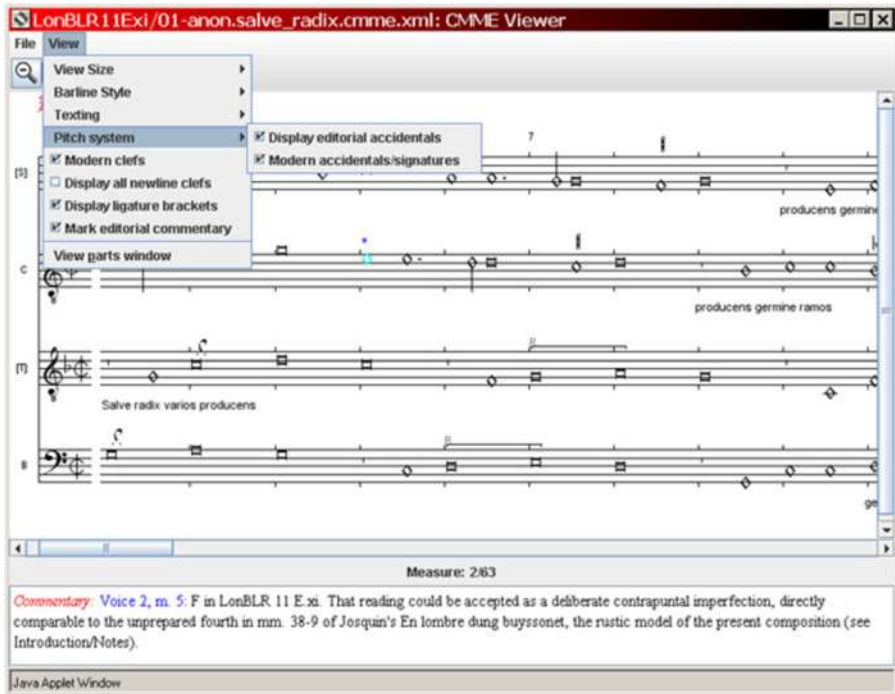 LonBLR11Exi/01-anon.salve_radix.cmme.xml: CMME Viewer
File View
View Size
Barline Style
Texting
Pitch system
Display editorial accidentals
Modern accidentals/signatures
Modern clefs
Display all newline clefs
Display ligature brackets
Mark editorial commentary
View parts window
7
[S]
producens germine
C
producens germine ramos
[T]
8
Salve radix varios producens
8
B
ge
Measure: 2/63
Commentary: Voice 2, m. 5: F in LonBLR 11 E.xi. That reading could be accepted as a deliberate contrapuntal imperfection, directly
comparable to the unprepared fourth in mm. 38-9 of Josquin's En lombre dung buyssonet, the rustic model of the present composition (see
Introduction/Notes).
Java Applet Window